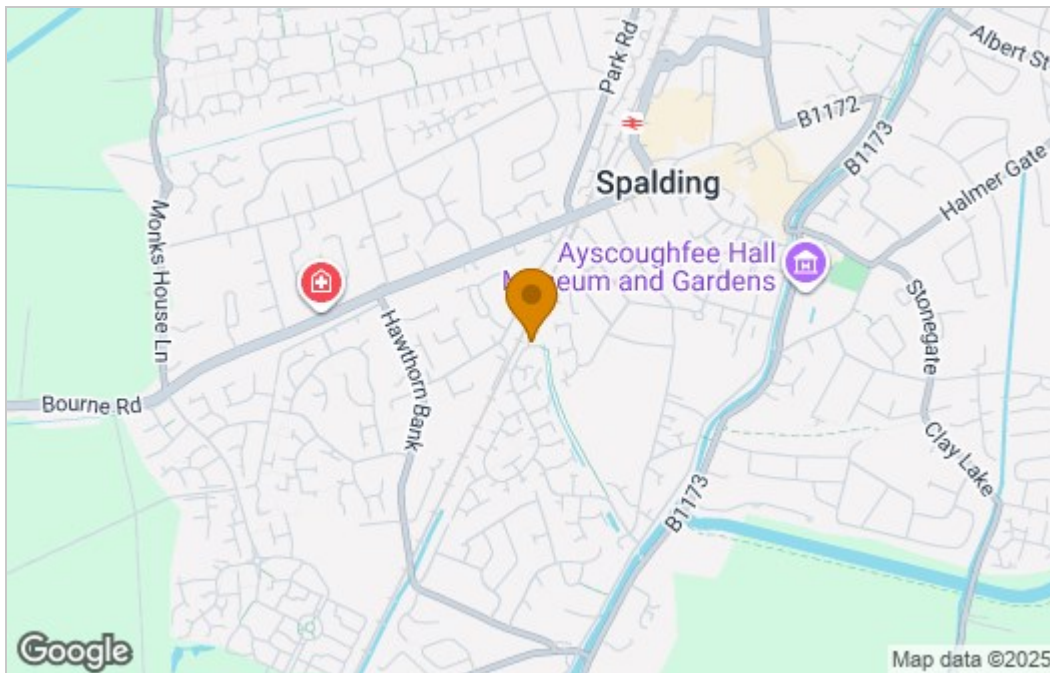 Park Rd
Albert St
B1172
B1173
Halmer Gate
Spalding
Monks House Ln
Ayscoughfee Hall
Museum and Gardens
Stonegate
Hawthorn Bank
Bourne Rd
Clay Lake
B1173
Google
Map data ©2025